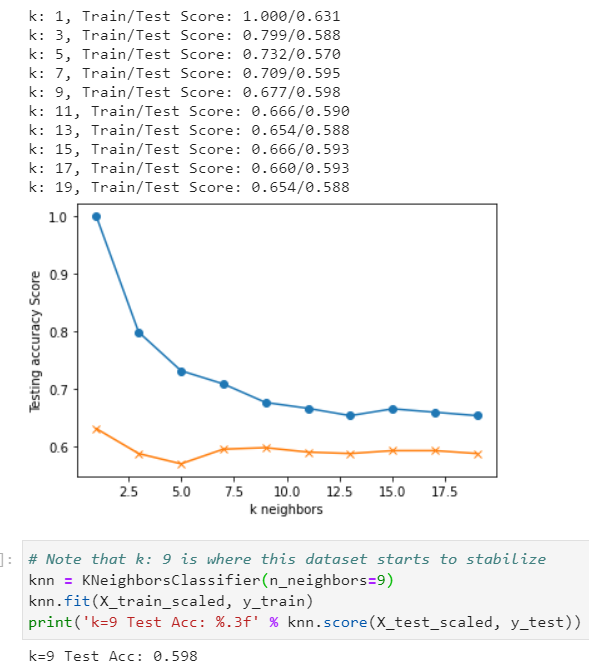 k: 1, Train/Test Score: 1.000/0.631
k: 3, Train/Test Score: 0.799/0.588
k: 5, Train/Test Score: 0.732/0.570
k: 7, Train/Test Score: 0.709/0.595
k: 9, Train/Test Score: 0.677/0.598
k: 11, Train/Test Score: 0.666/0.590
k: 13, Train/Test Score: 0.654/0.588
k: 15, Train/Test Score: 0.666/0.593
k: 17, Train/Test Score: 0.660/0.593
k: 19, Train/Test Score: 0.654/0.588
Testing accuracy Score
1.0
0.9
0.8
0.7
0.6
2.5 5.0 7.5 10.0 12.5 15.0 17.5
k neighbors
]: # Note that k: 9 is where this dataset starts to stabilize
knn = KNeighborsClassifier(n_neighbors=9)
knn.fit(X_train_scaled, y_train)
print('k=9 Test Acc: %.3f' % knn.score(X_test_scaled, y_test))
k=9 Test Acc: 0.598